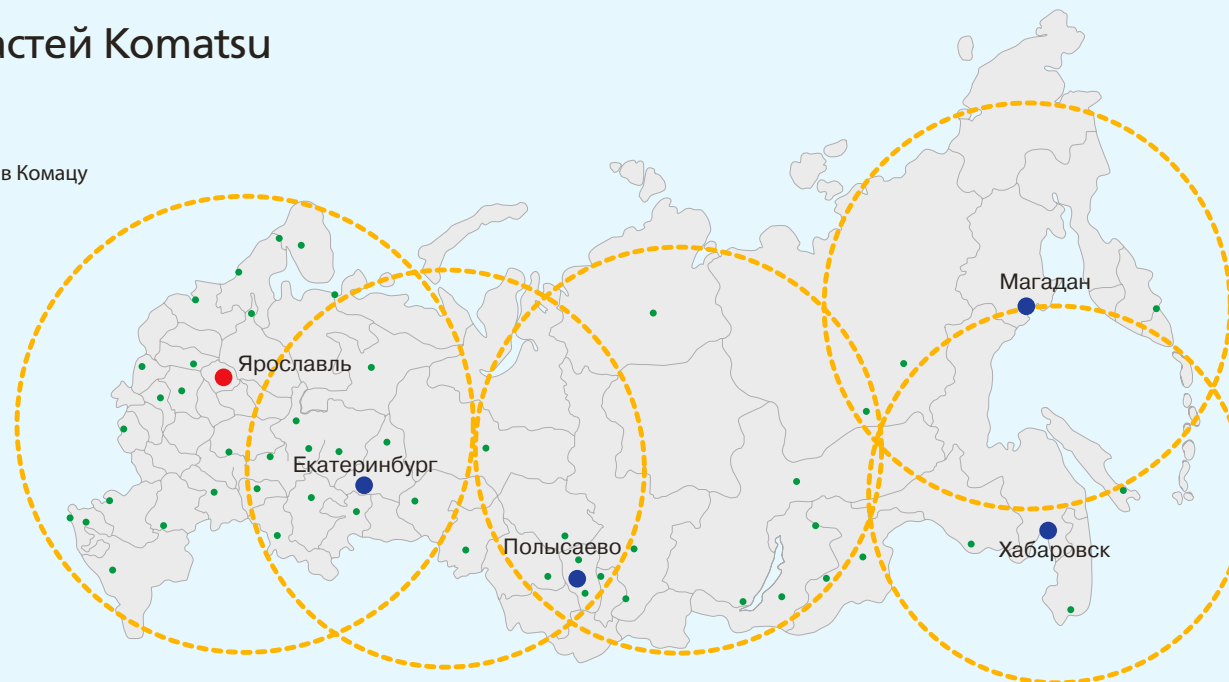 астей Komatsu
в Комацу
Магадан
Ярославль
Екатеринбург
Полысаево
Хабаровск